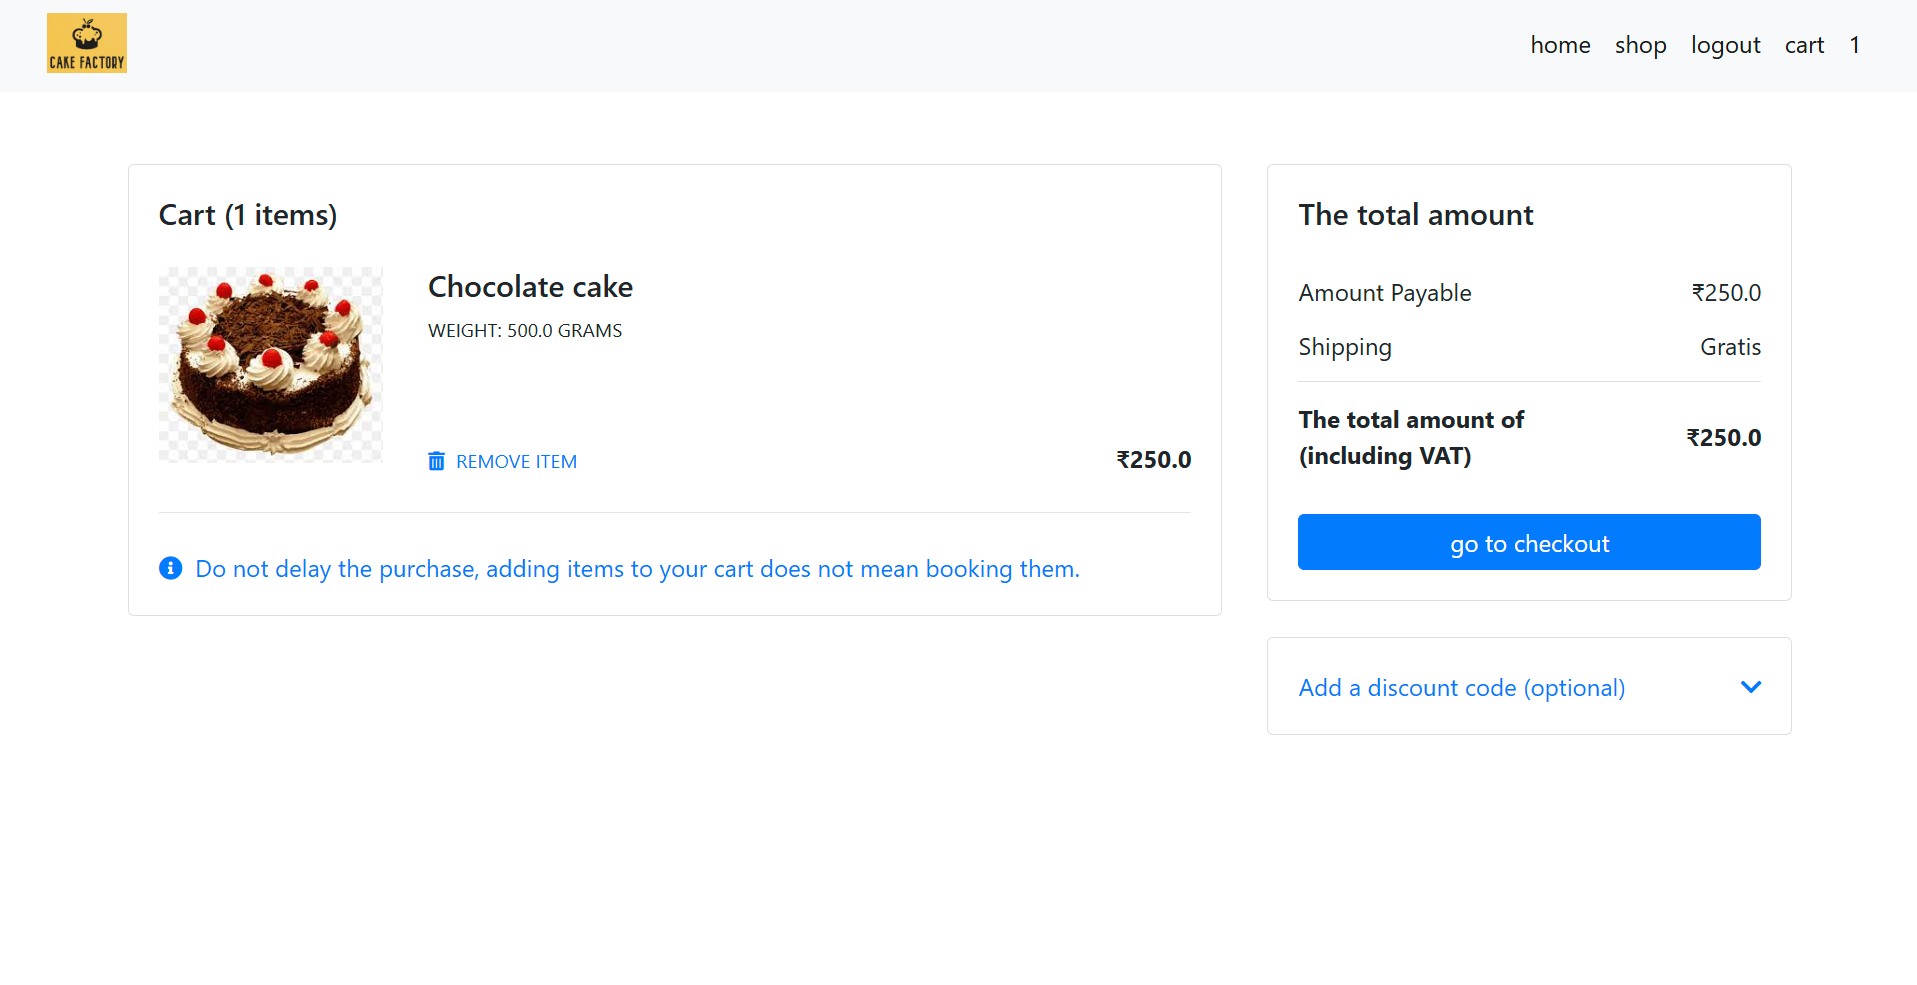 CAKE FACTORY
home shop logout cart 1
Cart (1 items)
Chocolate cake
WEIGHT: 500.0 GRAMS
REMOVE ITEM
₹250.0
Do not delay the purchase, adding items to your cart does not mean booking them.
The total amount
Amount Payable ₹250.0
Shipping Gratis
The total amount of
(including VAT)
₹250.0
go to checkout
Add a discount code (optional)